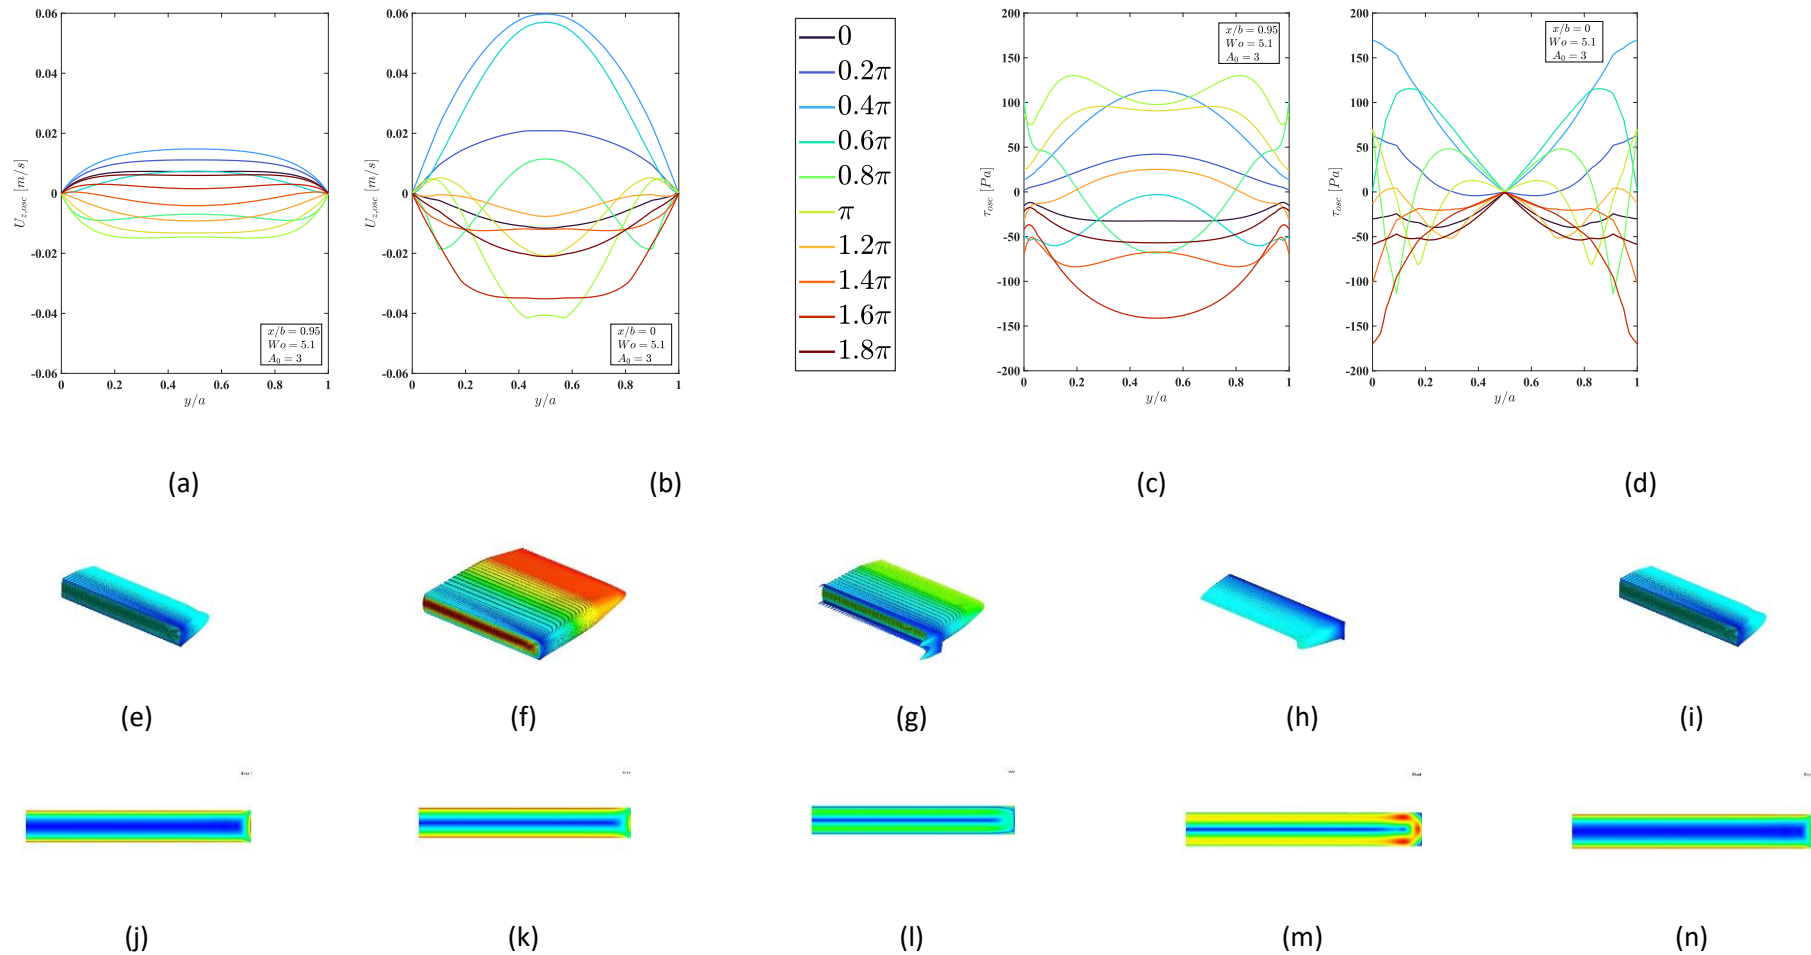 0.06
0.04
0.02
0
-0.02
-0.04
-0.06
0
0.2
0.4
0.6
0.8
1
U_{z,osc} [m/s]
y/a
x/b = 0.95
Wo = 5.1
A_0 = 3
0.06
0.04
0.02
0
-0.02
-0.04
-0.06
0
0.2
0.4
0.6
0.8
1
U_{z,osc} [m/s]
y/a
x/b = 0
Wo = 5.1
A_0 = 3
0
0.2π
0.4π
0.6π
0.8π
π
1.2π
1.4π
1.6π
1.8π
200
150
100
50
0
-50
-100
-150
-200
0
0.2
0.4
0.6
0.8
1
τ_{osc} [Pa]
y/a
x/b = 0.95
Wo = 5.1
A_0 = 3
200
150
100
50
0
-50
-100
-150
-200
0
0.2
0.4
0.6
0.8
1
τ_{osc} [Pa]
y/a
x/b = 0
Wo = 5.1
A_0 = 3
(a)
(b)
(c)
(d)
(e)
(f)
(g)
(h)
(i)
(j)
(k)
(l)
(m)
(n)